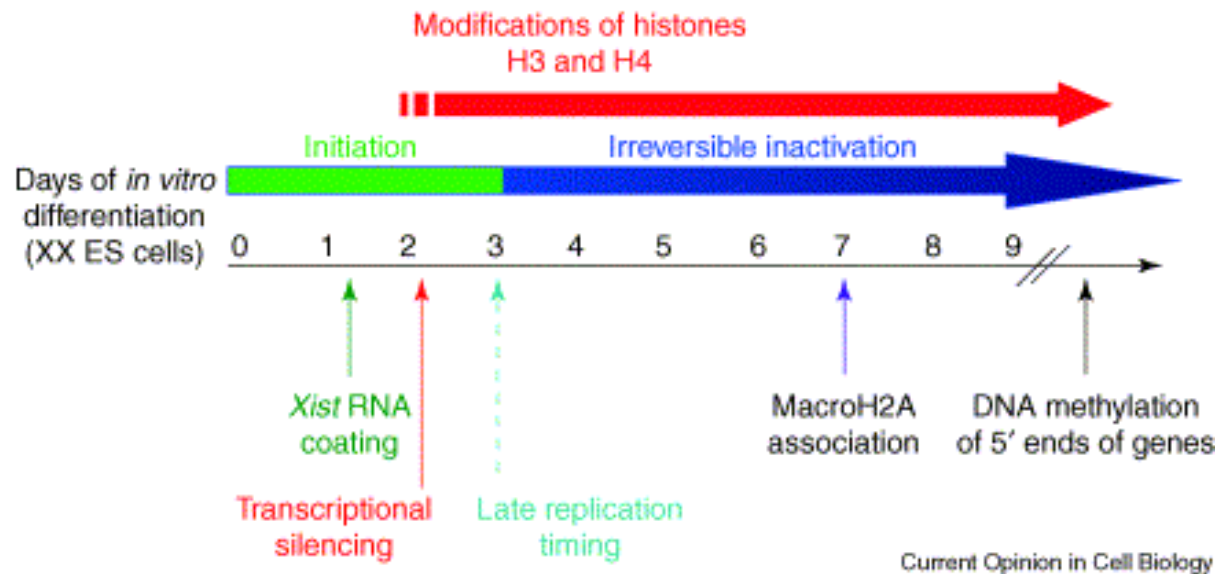 Modifications of histones
H3 and H4
Initiation
Irreversible inactivation
Days of in vitro
differentiation
(XX ES cells)
0 1 2 3 4 5 6 7 8 9
Xist RNA
coating
MacroH2A
association
DNA methylation
of 5′ ends of genes
Transcriptional
silencing
Late replication
timing
Current Opinion in Cell Biology